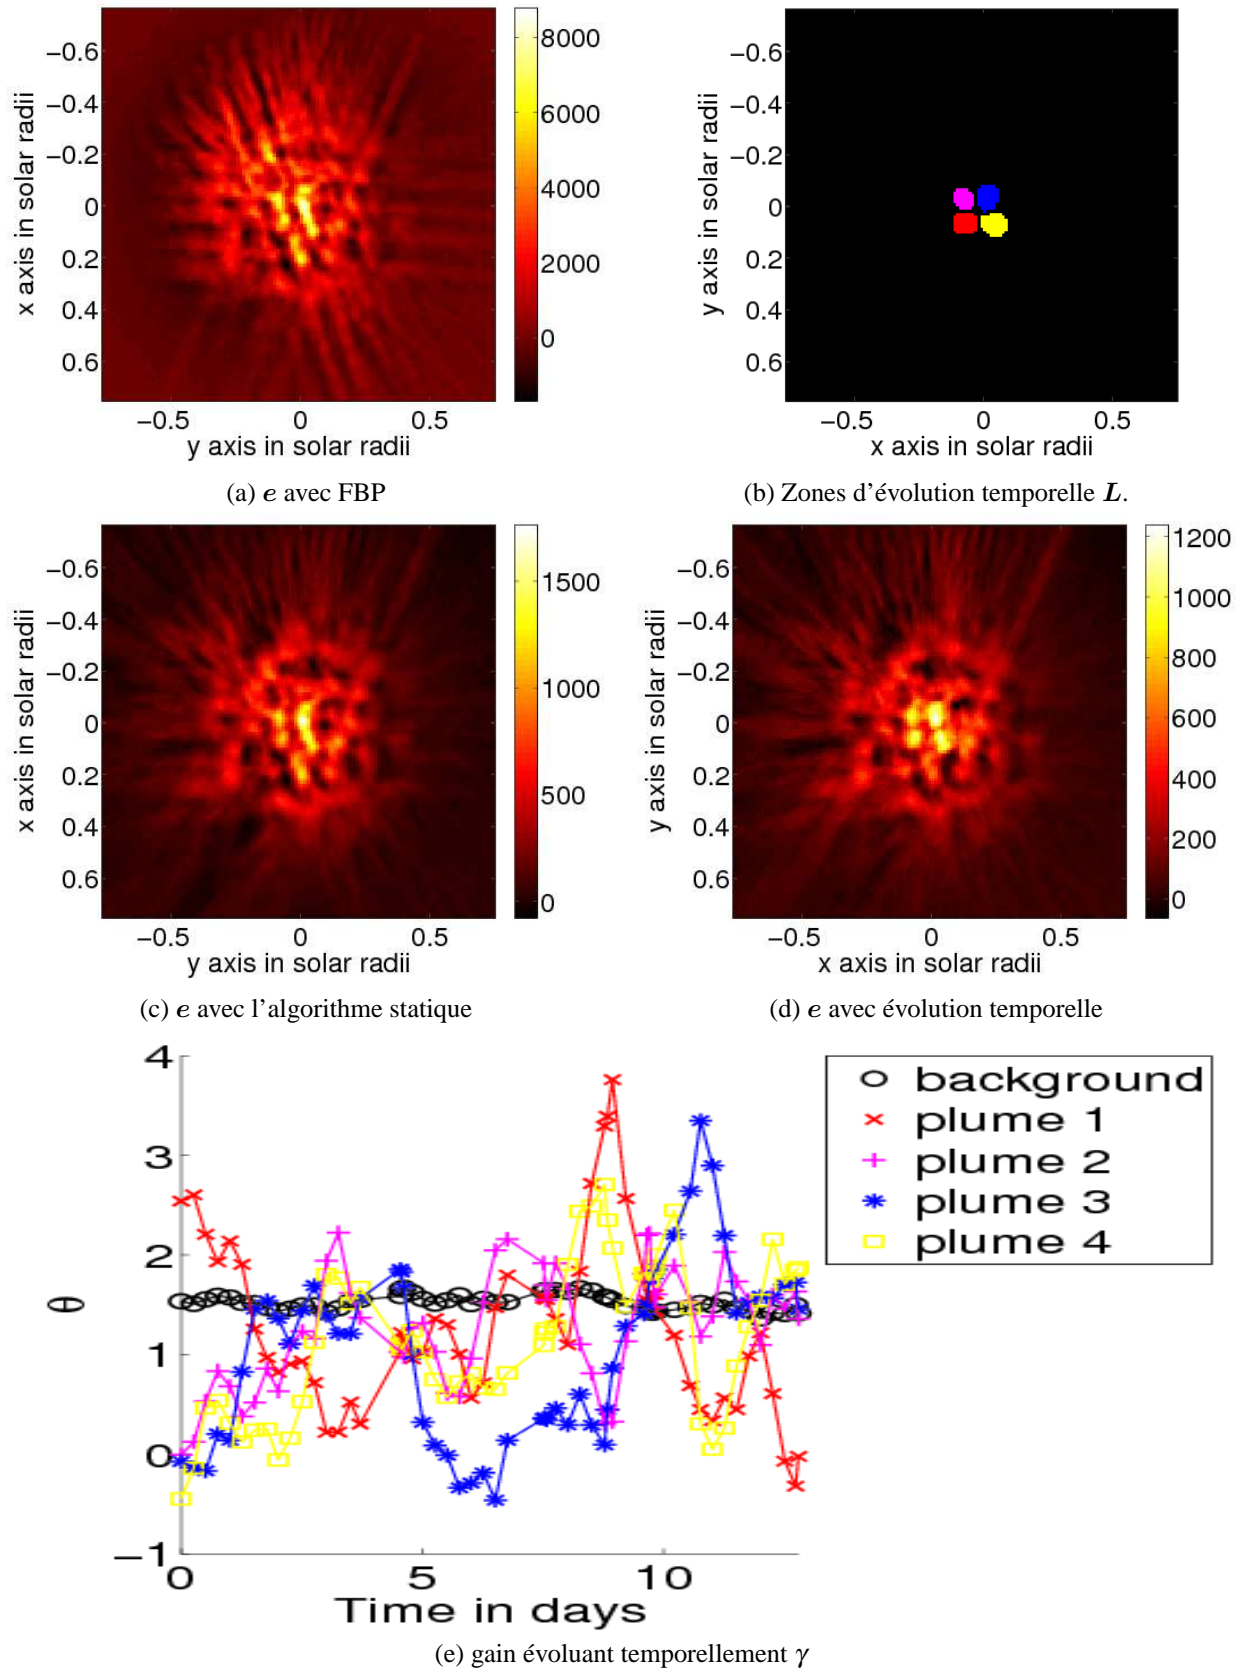 −0.6
−0.4
−0.2
0
0.2
0.4
0.6
x axis in solar radii
−0.5 0 0.5
y axis in solar radii
8000
6000
4000
2000
0
(a) e avec FBP
−0.6
−0.4
−0.2
0
0.2
0.4
0.6
y axis in solar radii
−0.5 0 0.5
x axis in solar radii
(b) Zones d'évolution temporelle L.
−0.6
−0.4
−0.2
0
0.2
0.4
0.6
x axis in solar radii
−0.5 0 0.5
y axis in solar radii
1500
1000
500
0
(c) e avec l'algorithme statique
−0.6
−0.4
−0.2
0
0.2
0.4
0.6
y axis in solar radii
−0.5 0 0.5
x axis in solar radii
1200
1000
800
600
400
200
0
(d) e avec évolution temporelle
4
3
2
1
0
−1
θ
0 5 10
Time in days
background
plume 1
plume 2
plume 3
plume 4
(e) gain évoluant temporellement γ